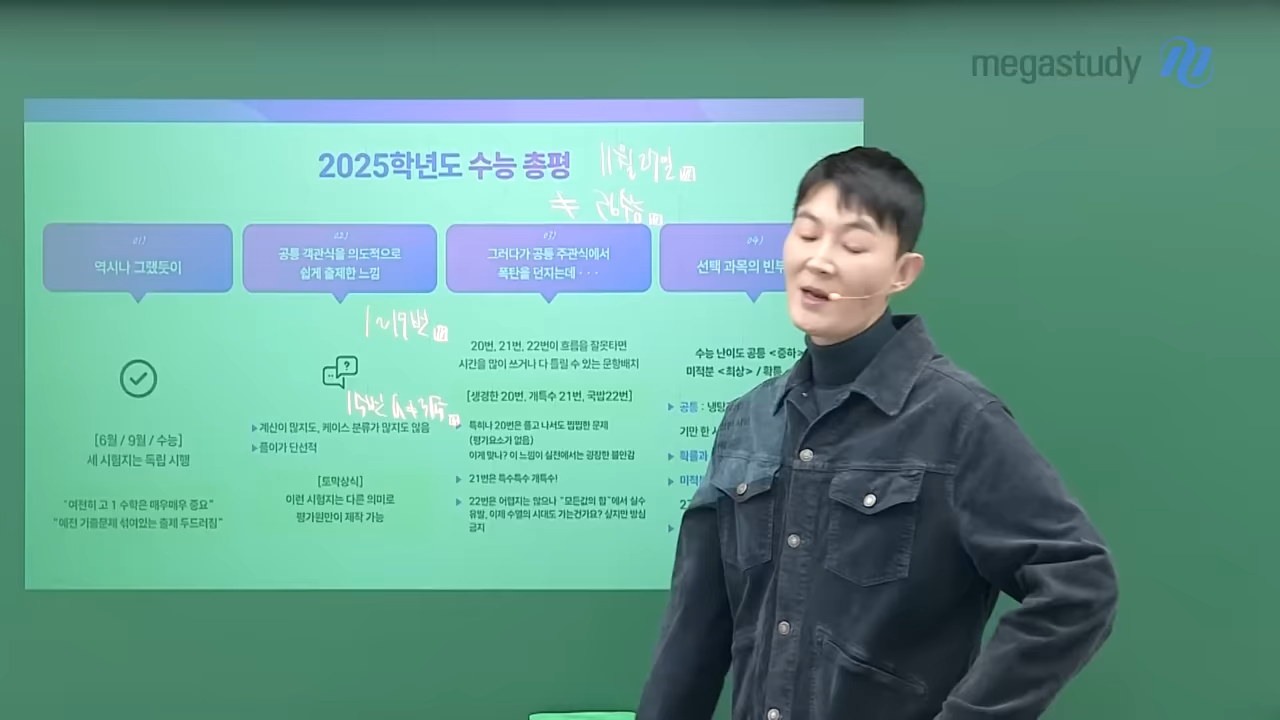 megastudy
2025학년도 수능 총평
11월 27일
≠
01)
역시나 그랬듯이
[6월 / 9월 / 수능]
세 시험지는 독립 시행
"여전히 고 1 수학은 매우매우 중요"
"예전 기출문제 섞여있는 출제 두드러짐"
02)
공통 객관식을 의도적으로
쉽게 출제한 느낌
1~19번
?
15번
▶계산이 많지도, 케이스 분류가 많지도 않음
▶풀이가 단선적
[토막상식]
이런 시험지는 다른 의미로
평가원만이 제작 가능
03)
그러다가 공통 주관식에서
폭탄을 던지는데 · · ·
20번, 21번, 22번이 흐름을 잘못타면
시간을 많이 쓰거나 다 틀릴 수 있는 문항배치
[생경한 20번, 개특수 21번, 국밥22번]
▶ 특히나 20번은 풀고 나서도 찝찝한 문제
(평가요소가 없음)
이게 맞나? 이 느낌이 실전에서는 굉장한 불안감
▶ 21번은 특수특수 개특수!
▶ 22번은 어렵지는 않으나 "모든값의 합"에서 실수
유발, 이제 수열의 시대도 가는건가요? 살지만 방심
금지
04)
선택 과목의 빈부
수능 난이도 공통 <중하>
미적분 <최상> / 확률
▶ 공통 : 냉탕
기만 한
▶ 확률과
▶ 미적
▶